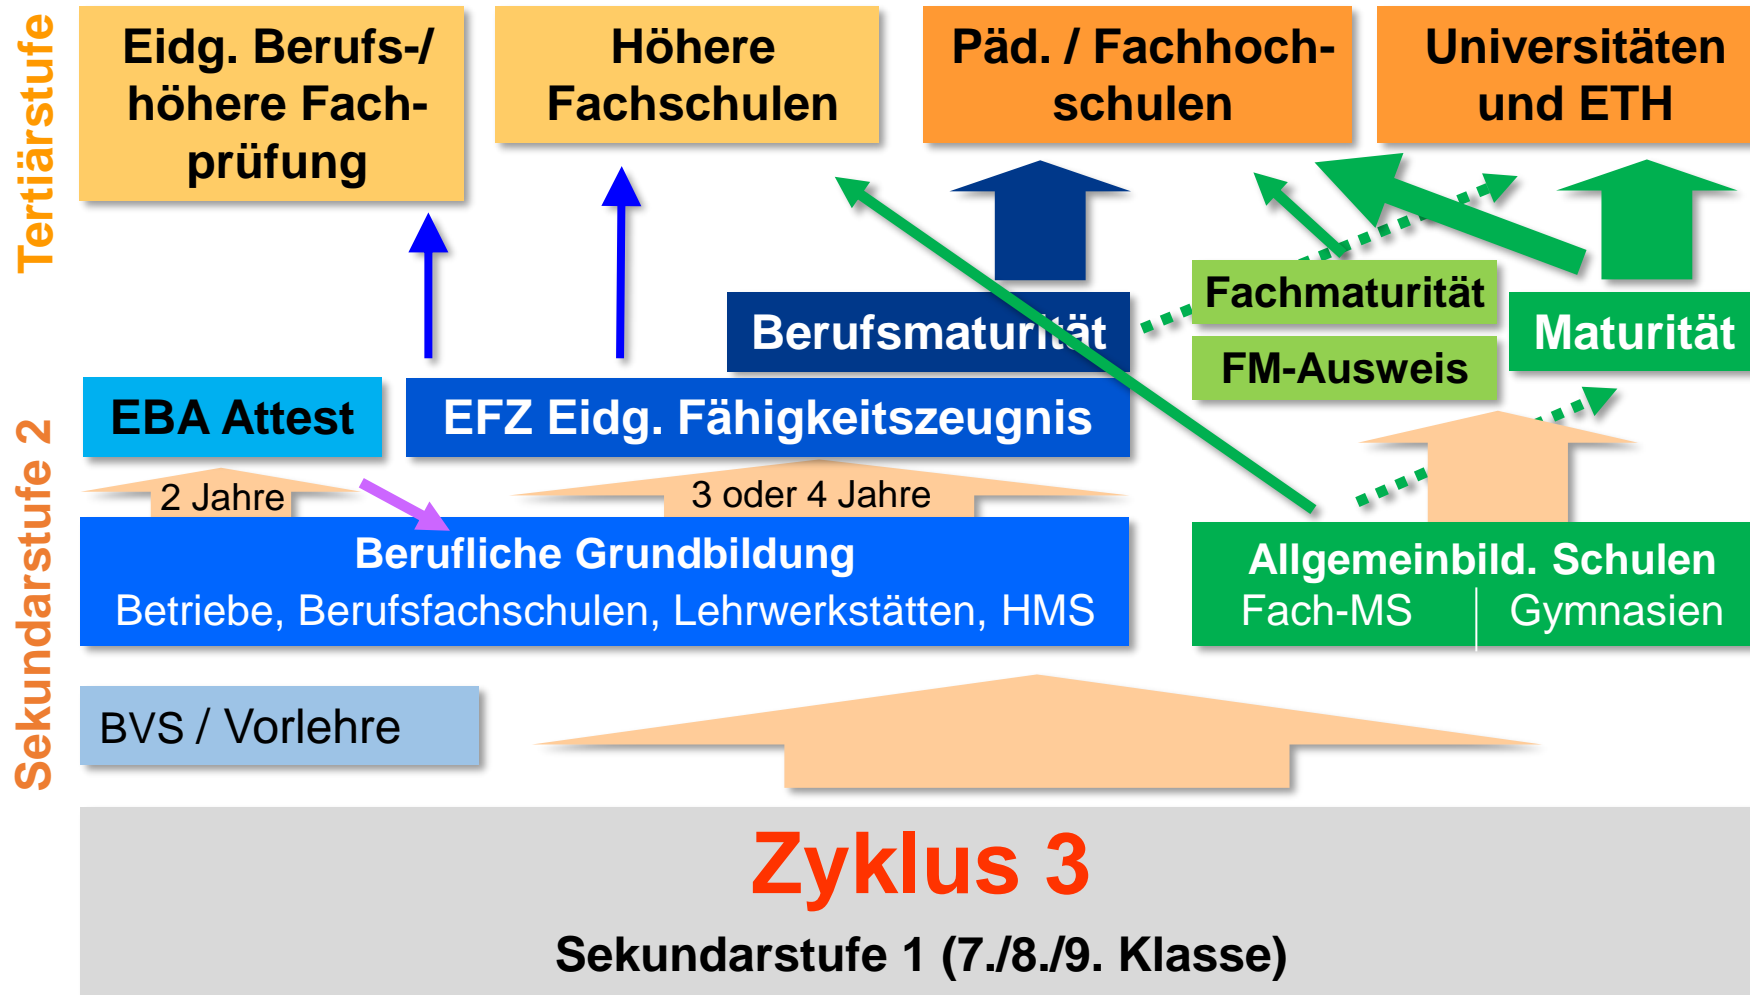 Tertiärstufe
Eidg. Berufs-/
höhere Fach-
prüfung
Höhere
Fachschulen
Päd. / Fachhoch-
schulen
Universitäten
und ETH
Fachmaturität
Berufsmaturität
Maturität
FM-Ausweis
Sekundarstufe 2
EBA Attest
EFZ Eidg. Fähigkeitszeugnis
2 Jahre
3 oder 4 Jahre
Berufliche Grundbildung
Betriebe, Berufsfachschulen, Lehrwerkstätten, HMS
Allgemeinbild. Schulen
Fach-MS
Gymnasien
BVS / Vorlehre
Zyklus 3
Sekundarstufe 1 (7./8./9. Klasse)